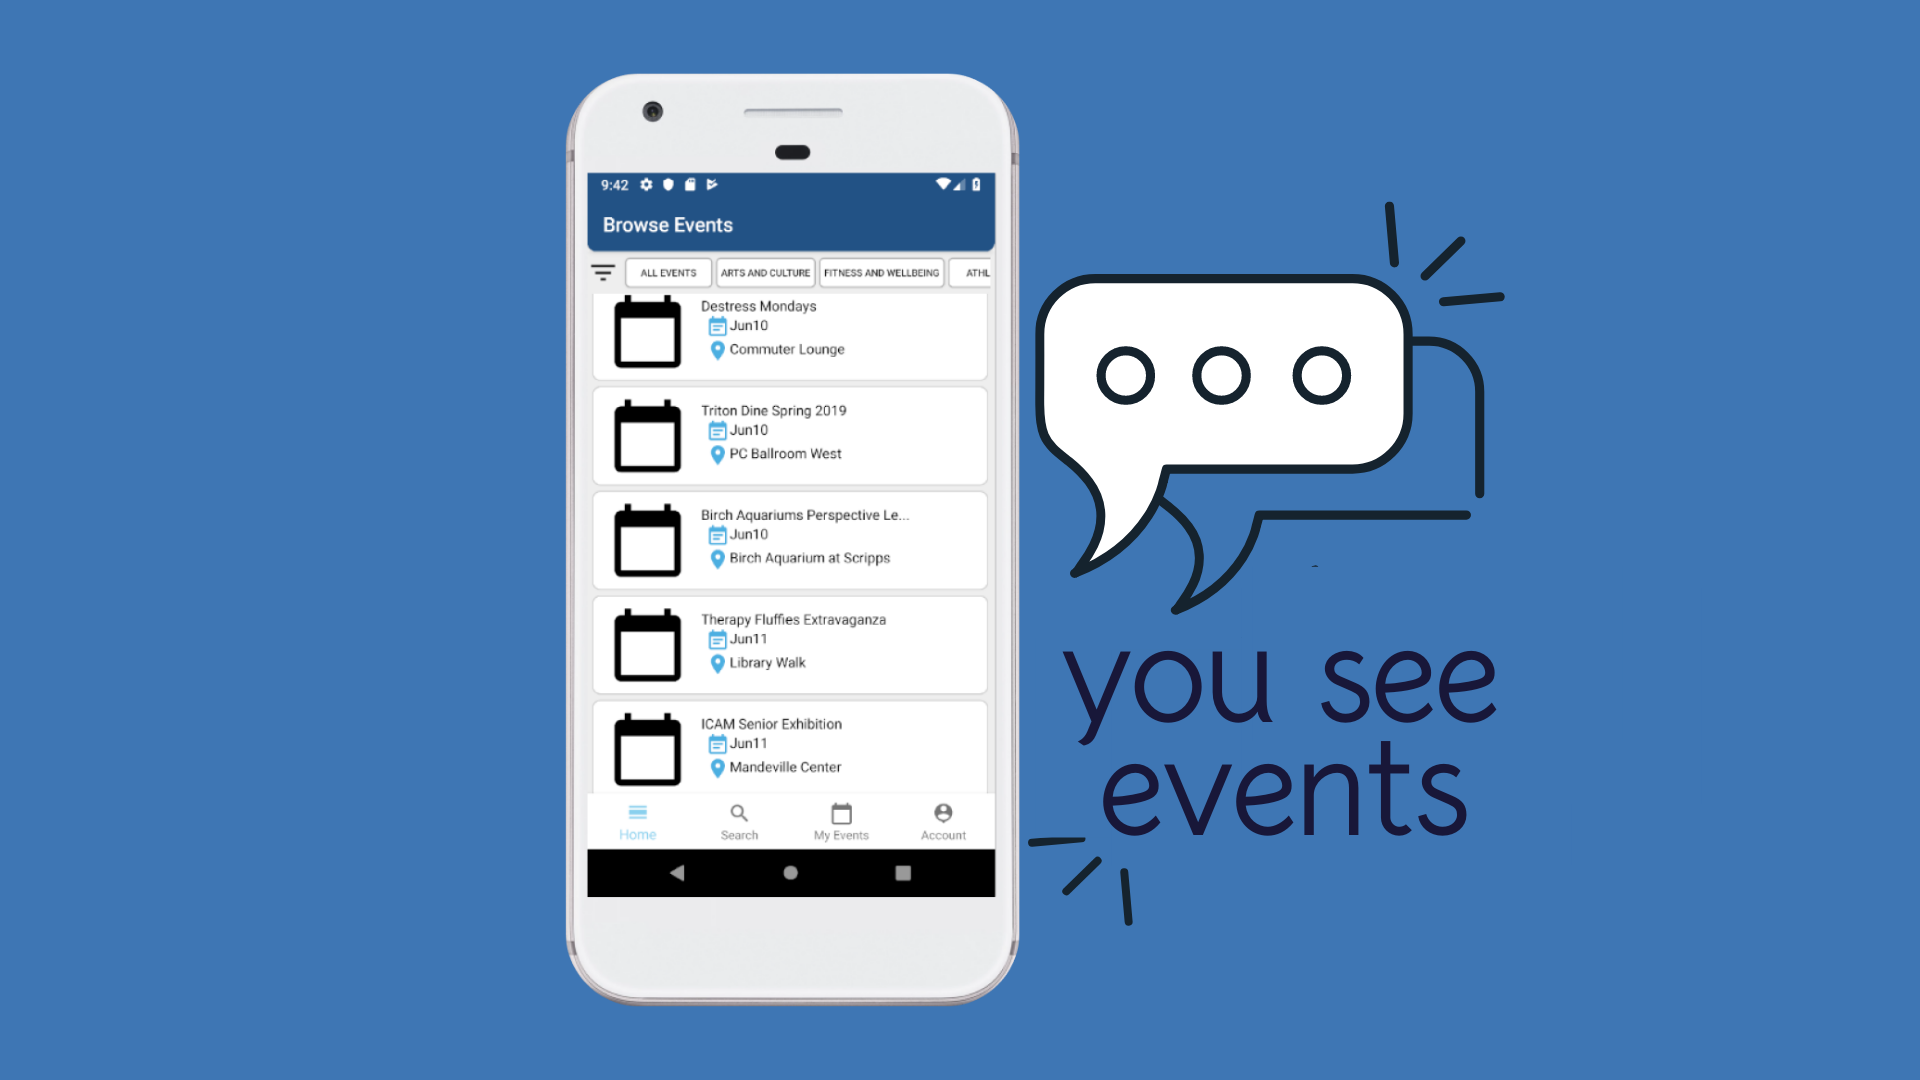 9:42
Browse Events
ALL EVENTS
ARTS AND CULTURE
FITNESS AND WELLBEING
ATHL
Destress Mondays
Jun10
Commuter Lounge
Triton Dine Spring 2019
Jun10
PC Ballroom West
Birch Aquariums Perspective Le...
Jun10
Birch Aquarium at Scripps
Therapy Fluffies Extravaganza
Jun11
Library Walk
ICAM Senior Exhibition
Jun11
Mandeville Center
Home
Search
My Events
Account
you see
events